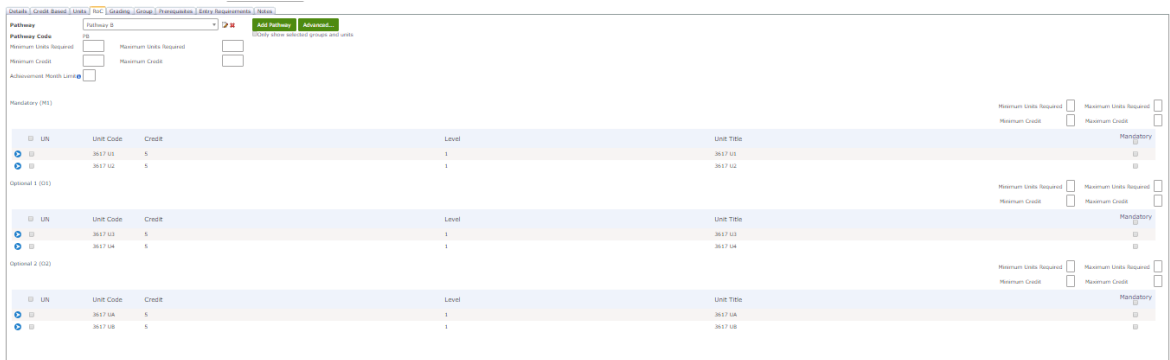 Details Credit Based Units RoC Grading Group Prerequisites Entry Requirements Notes
Pathway Pathway B Add Pathway Advanced...
Pathway Code PB Only show selected groups and units
Minimum Units Required Maximum Units Required
Minimum Credit Maximum Credit
Achievement Month Limit
Mandatory (M1)
Minimum Units Required Maximum Units Required
Minimum Credit Maximum Credit
UN Unit Code Credit Level Unit Title Mandatory
3617 U1 5 1 3617 U1
3617 U2 5 1 3617 U2
Optional 1 (O1)
Minimum Units Required Maximum Units Required
Minimum Credit Maximum Credit
UN Unit Code Credit Level Unit Title Mandatory
3617 U3 5 1 3617 U3
3617 U4 5 1 3617 U4
Optional 2 (O2)
Minimum Units Required Maximum Units Required
Minimum Credit Maximum Credit
UN Unit Code Credit Level Unit Title Mandatory
3617 UA 5 1 3617 UA
3617 UB 5 1 3617 UB